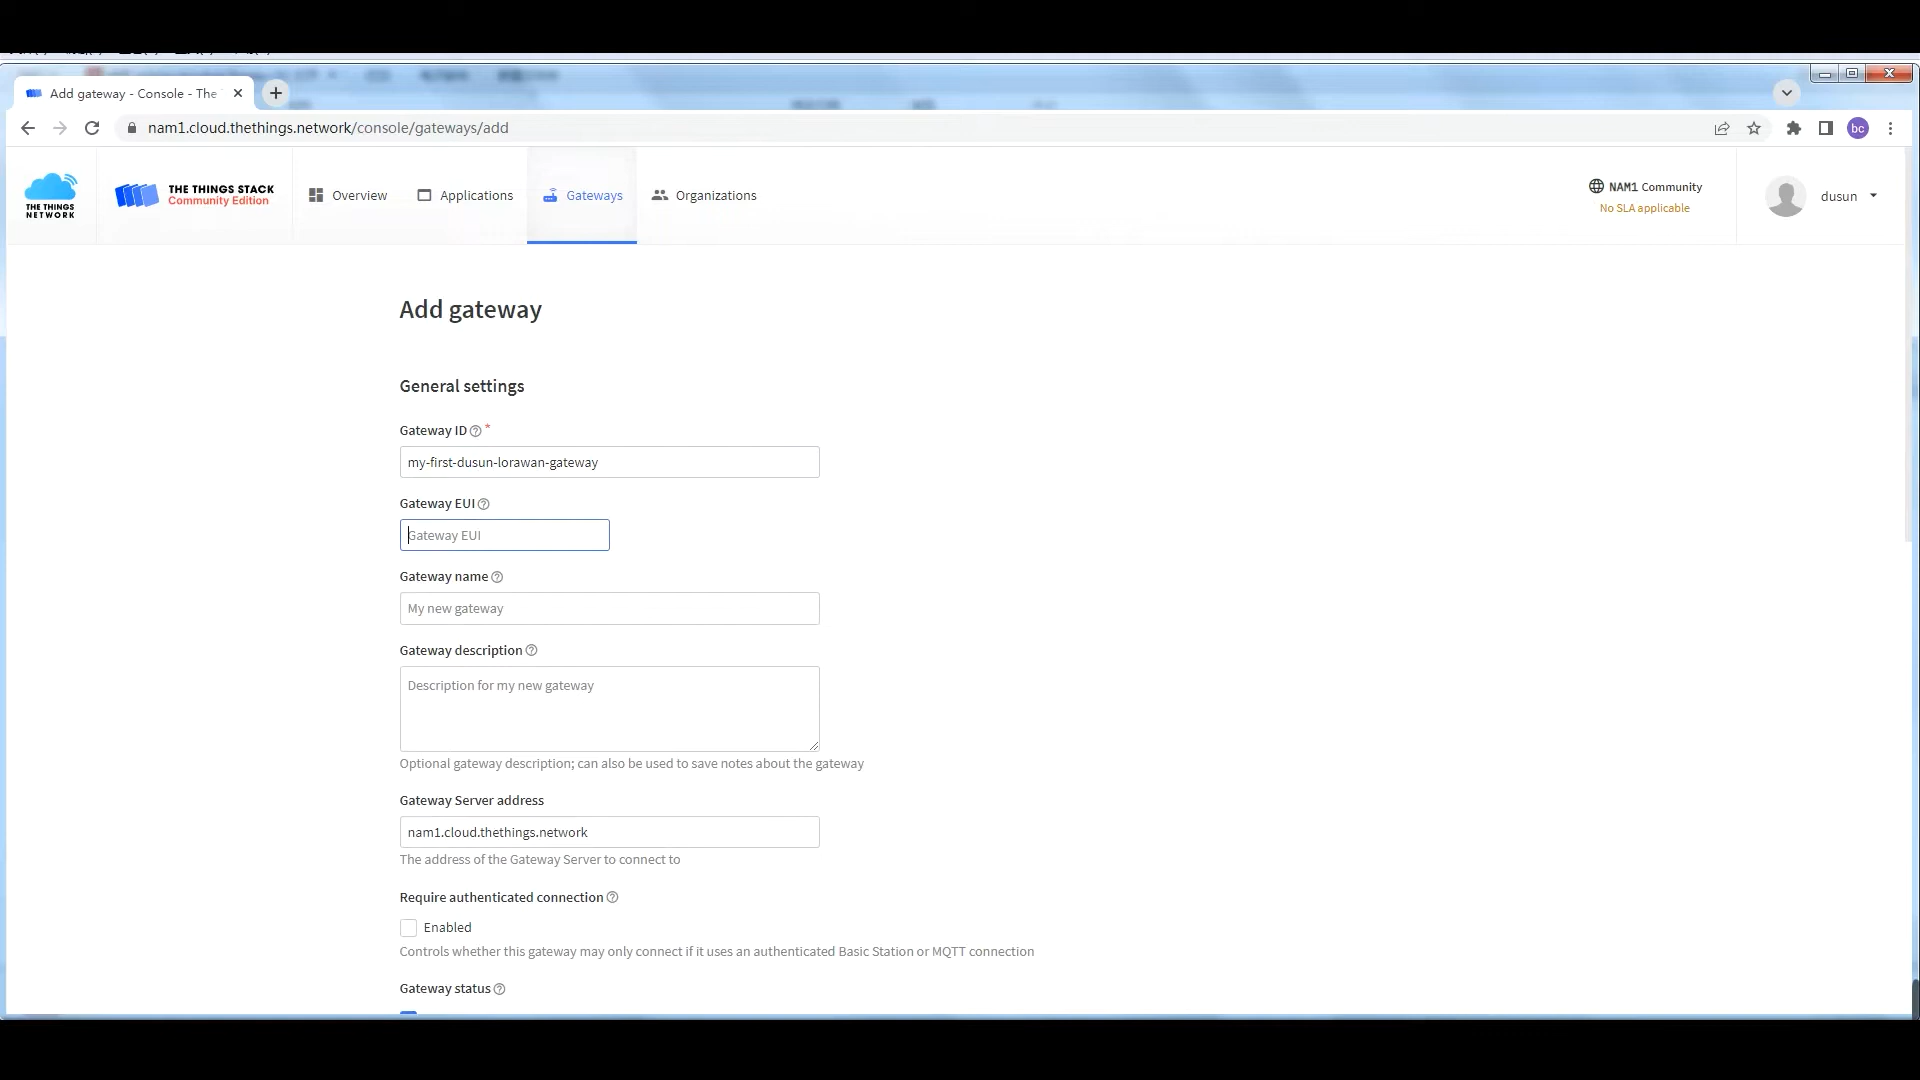 Add gateway - Console - The
nam1.cloud.thethings.network/console/gateways/add
bc
THE THINGS NETWORK
THE THINGS STACK
Community Edition
Overview
Applications
Gateways
Organizations
NAM1 Community
No SLA applicable
dusun
Add gateway
General settings
Gateway ID *
my-first-dusun-lorawan-gateway
Gateway EUI
Gateway EUI
Gateway name
My new gateway
Gateway description
Description for my new gateway
Optional gateway description; can also be used to save notes about the gateway
Gateway Server address
nam1.cloud.thethings.network
The address of the Gateway Server to connect to
Require authenticated connection
Enabled
Controls whether this gateway may only connect if it uses an authenticated Basic Station or MQTT connection
Gateway status